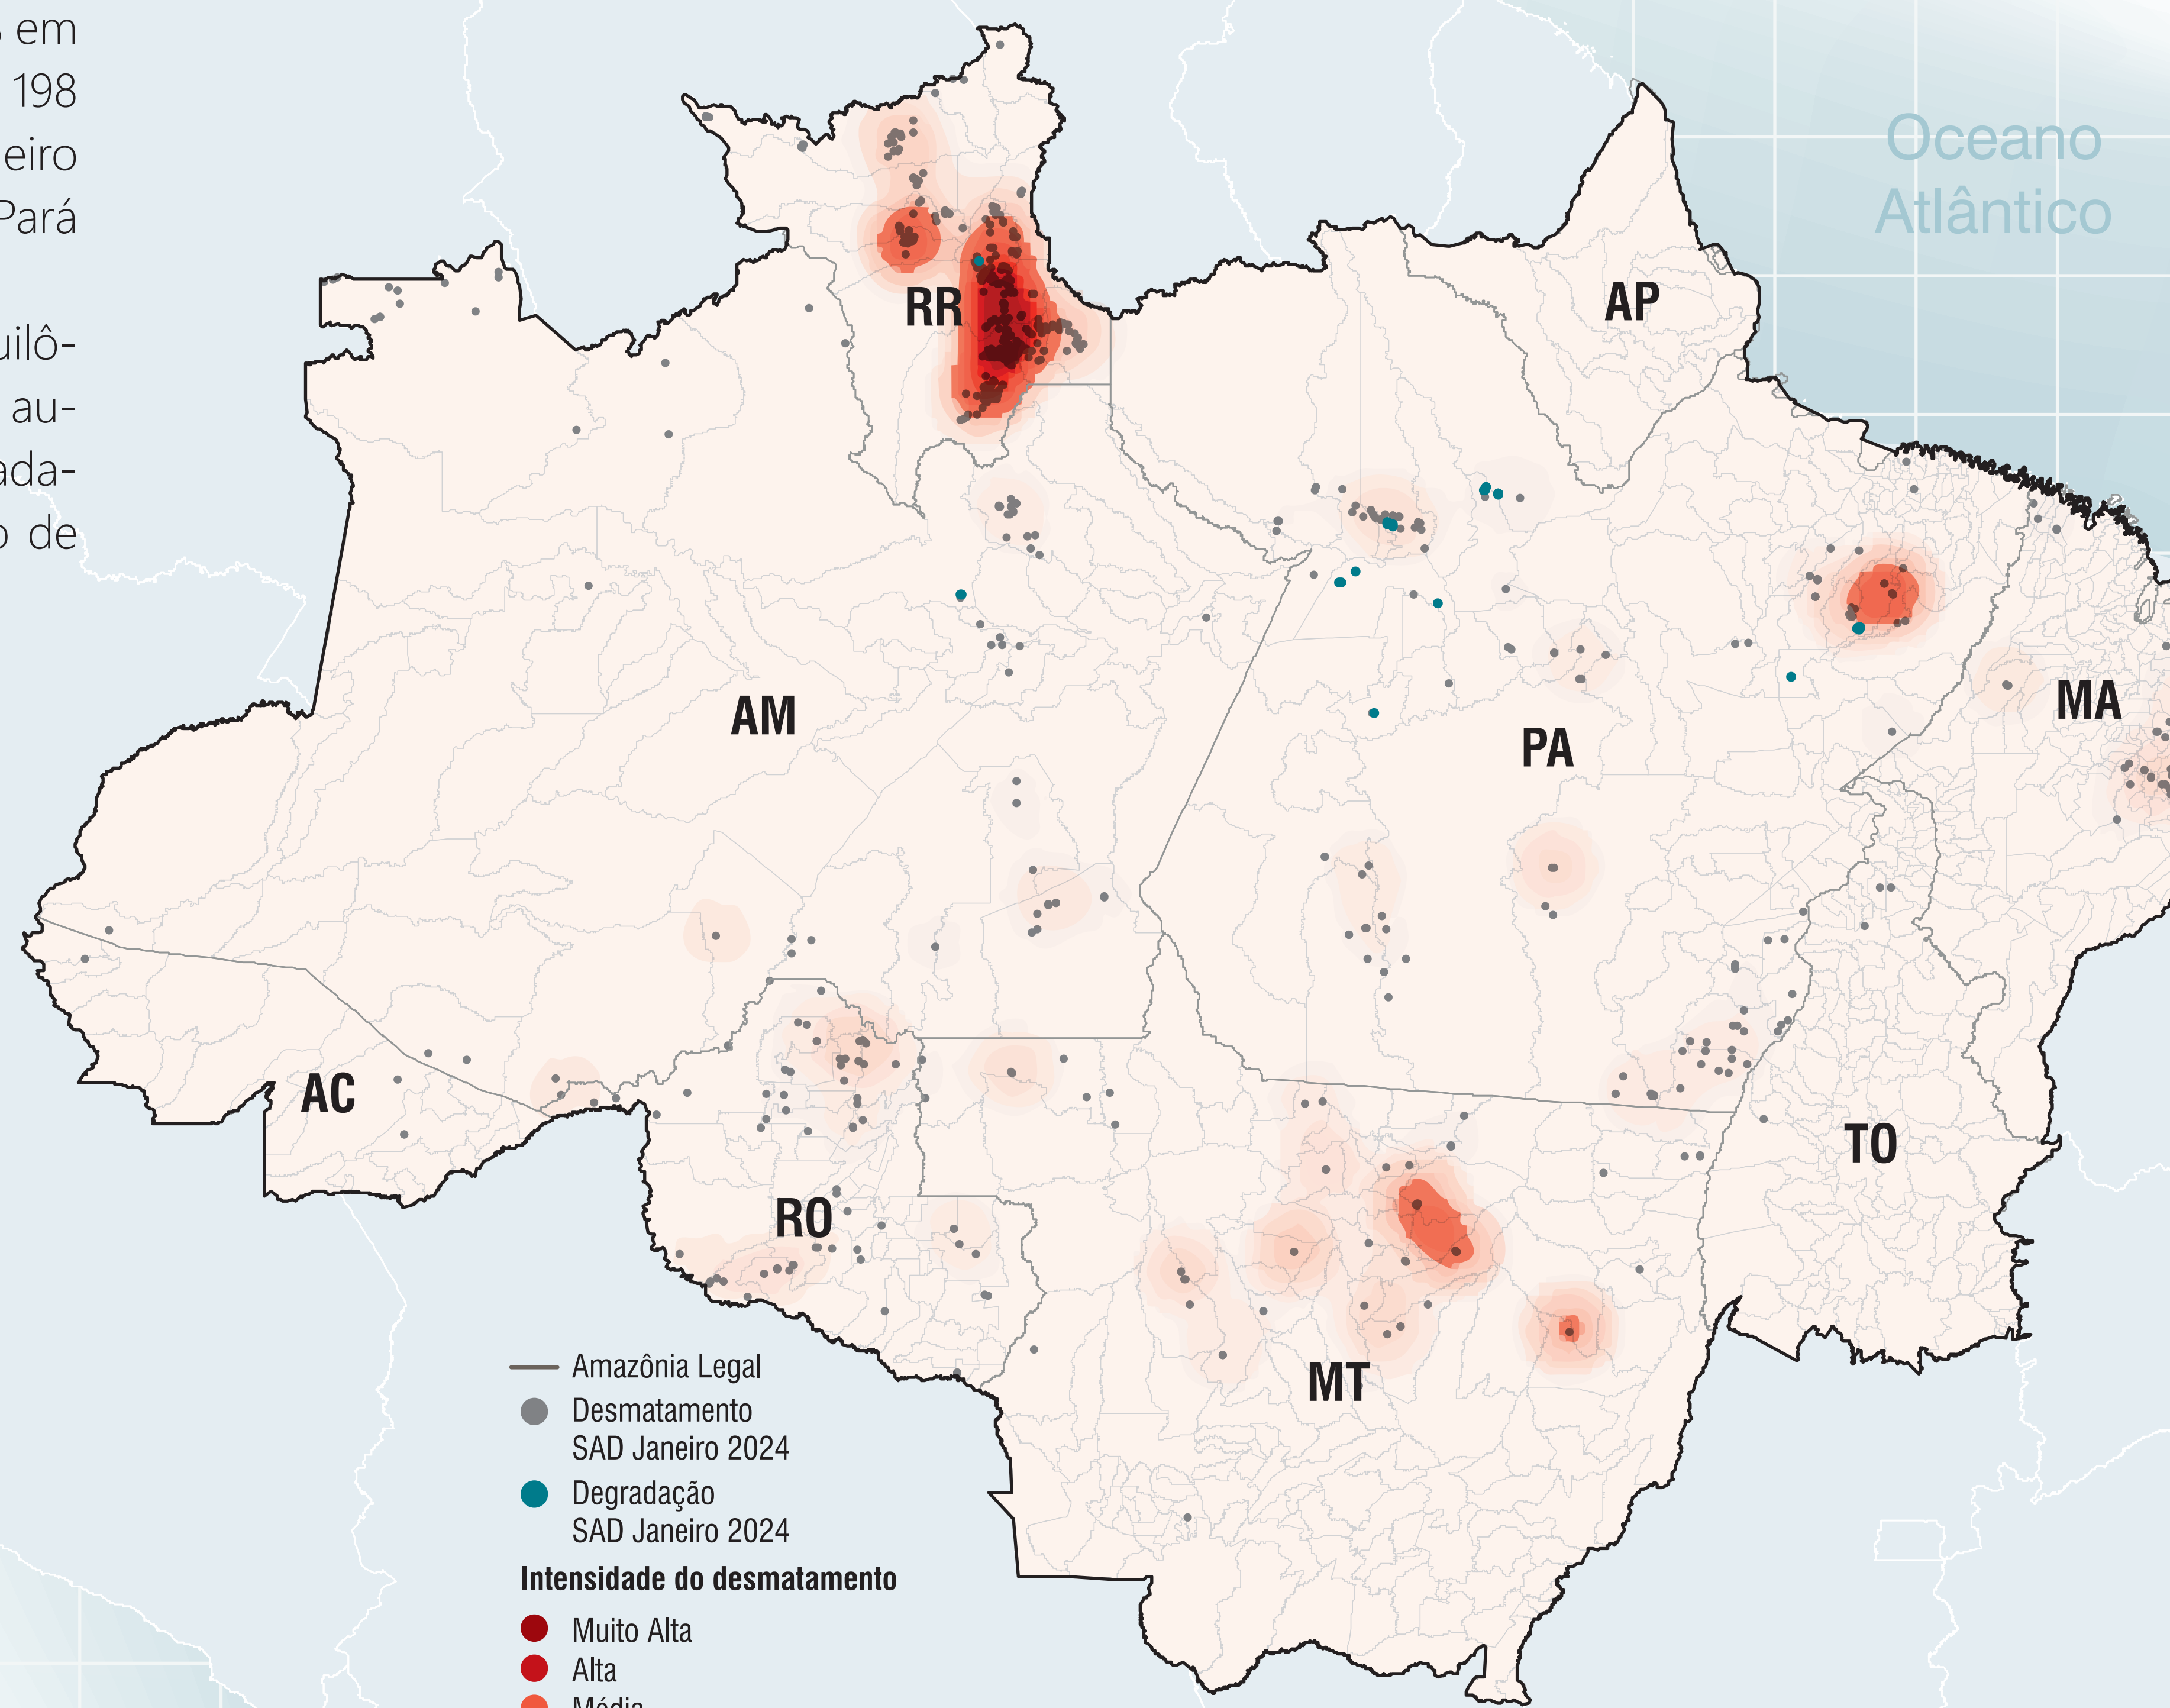 em
198
eiro
Pará
uilô-
au-
ada-
de
Oceano
Atlântico
RR
AP
AM
PA
MA
AC
RO
TO
MT
Amazônia Legal
Desmatamento
SAD Janeiro 2024
Degradação
SAD Janeiro 2024
Intensidade do desmatamento
Muito Alta
Alta
Média